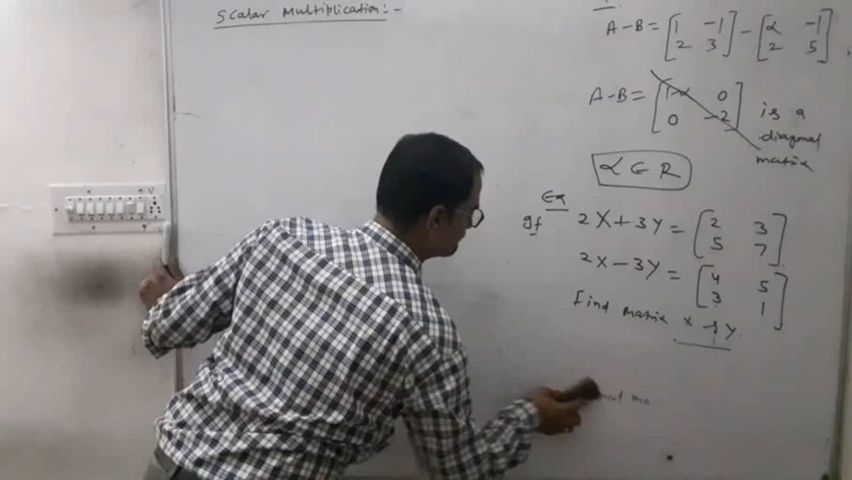 Scalar Multiplication:-
A-B = [1 -1 2 3] - [α -1 2 5]
A-B = [1-α 0 0 -2] is a
diagonal
matrix
α ∈ R
Ex
If 2X+3Y = [2 3 5 7]
2X-3Y = [4 5 3 1]
Find matrix X & Y